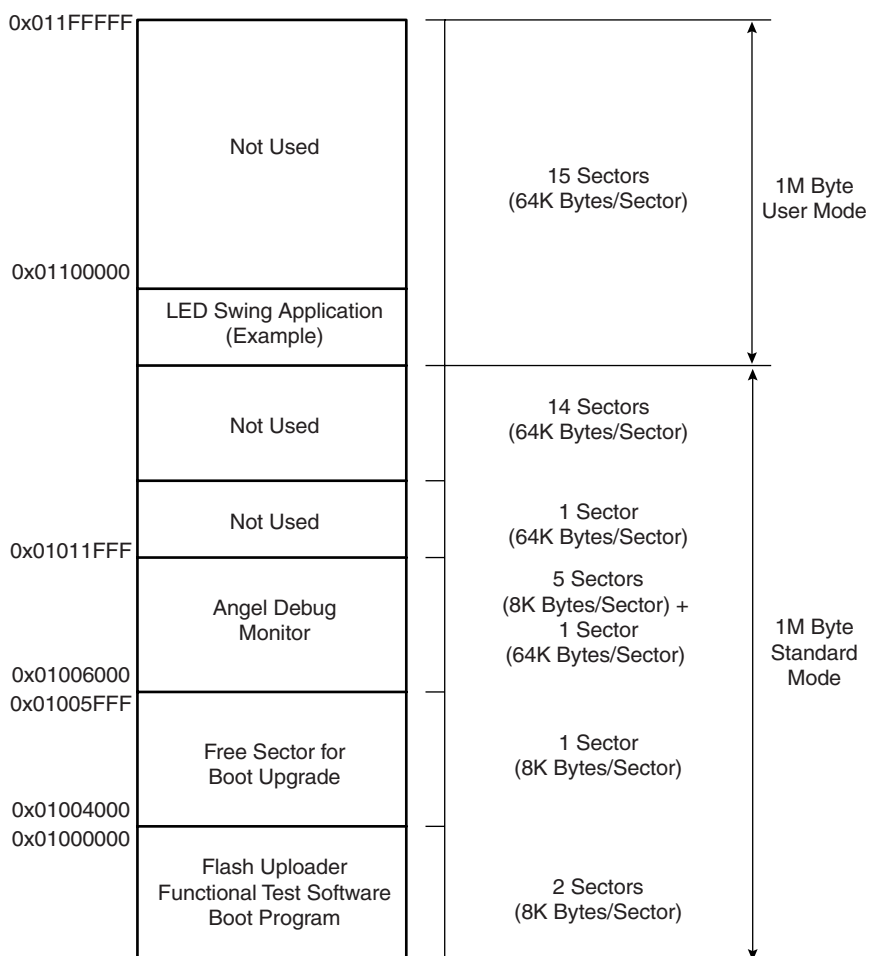 0x011FFFFF
Not Used
15 Sectors
(64K Bytes/Sector)
1M Byte
User Mode
0x01100000
LED Swing Application
(Example)
Not Used
14 Sectors
(64K Bytes/Sector)
Not Used
1 Sector
(64K Bytes/Sector)
0x01011FFF
Angel Debug
Monitor
5 Sectors
(8K Bytes/Sector) +
1 Sector
(64K Bytes/Sector)
1M Byte
Standard
Mode
0x01006000
0x01005FFF
Free Sector for
Boot Upgrade
1 Sector
(8K Bytes/Sector)
0x01004000
0x01000000
Flash Uploader
Functional Test Software
Boot Program
2 Sectors
(8K Bytes/Sector)